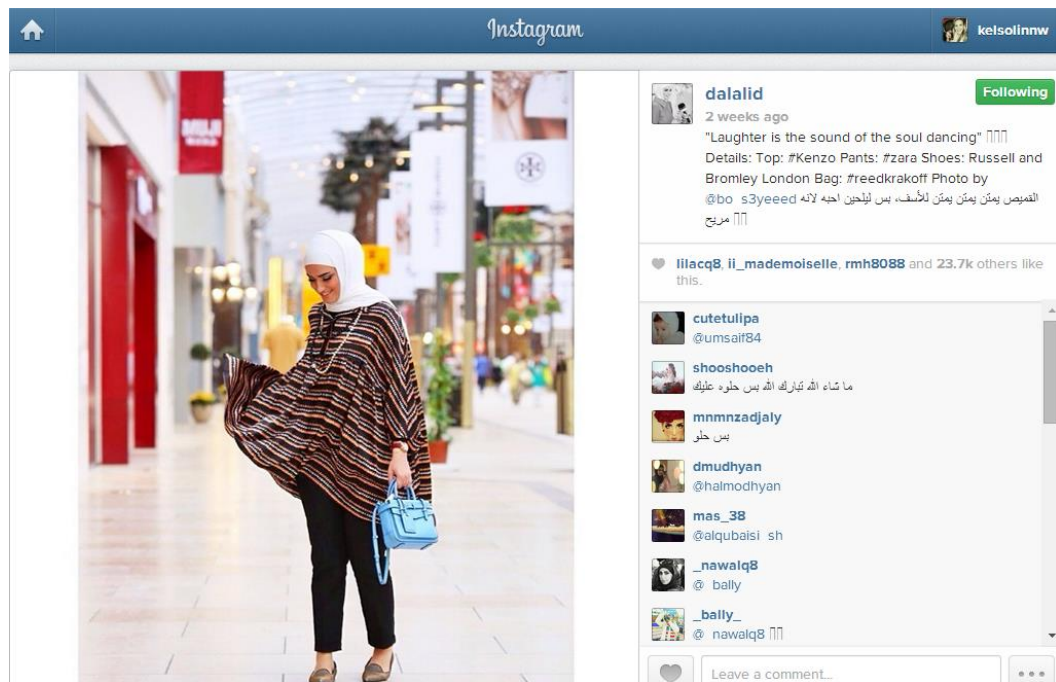 Instagram
kelsolinnw
MUJI
dalalid
Following
2 weeks ago
"Laughter is the sound of the soul dancing"
Details: Top: #Kenzo Pants: #zara Shoes: Russell and
Bromley London Bag: #reedkrakoff Photo by
@bo_s3yeeed القميص يمتن يمتن يمتن للأسف، بس ليلحين احبه لانه
مريح
lilacq8, ii_mademoiselle, rmh8088 and 23.7k others like
this.
cutetulipa
@umsaif84
shooshooeh
ما شاء الله تبارك الله بس حلوه عليك
mnmnzadjaly
بس حلو
dmudhyan
@halmodhyan
mas_38
@alqubaisi_sh
_nawalq8
@_bally_
_bally_
@_nawalq8
Leave a comment...